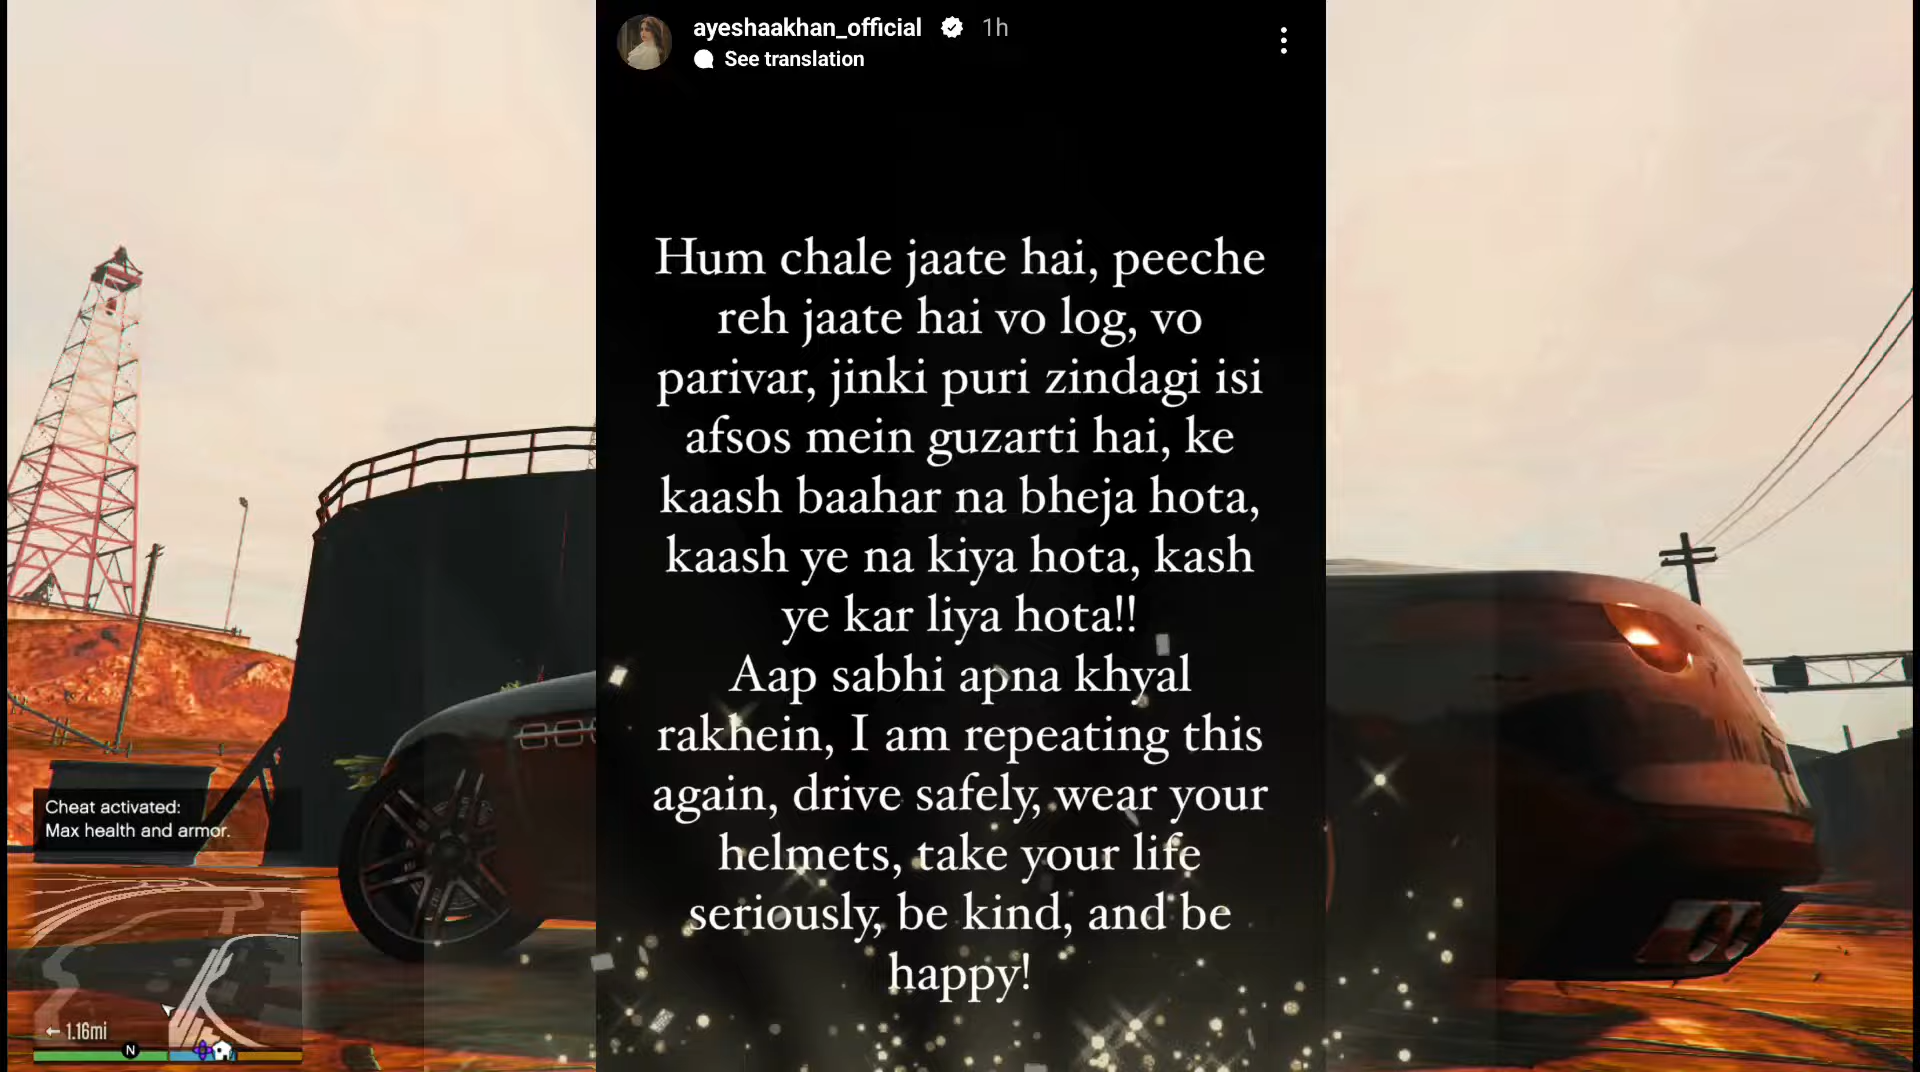 ayeshaakhan_official 1h
See translation
Hum chale jaate hai, peeche
reh jaate hai vo log, vo
parivar, jinki puri zindagi isi
afsos mein guzarti hai, ke
kaash baahar na bheja hota,
kaash ye na kiya hota, kash
ye kar liya hota!!
Aap sabhi apna khyal
rakhein, I am repeating this
again, drive safely, wear your
helmets, take your life
seriously, be kind, and be
happy!
Cheat activated:
Max health and armor.
1.16mi
N